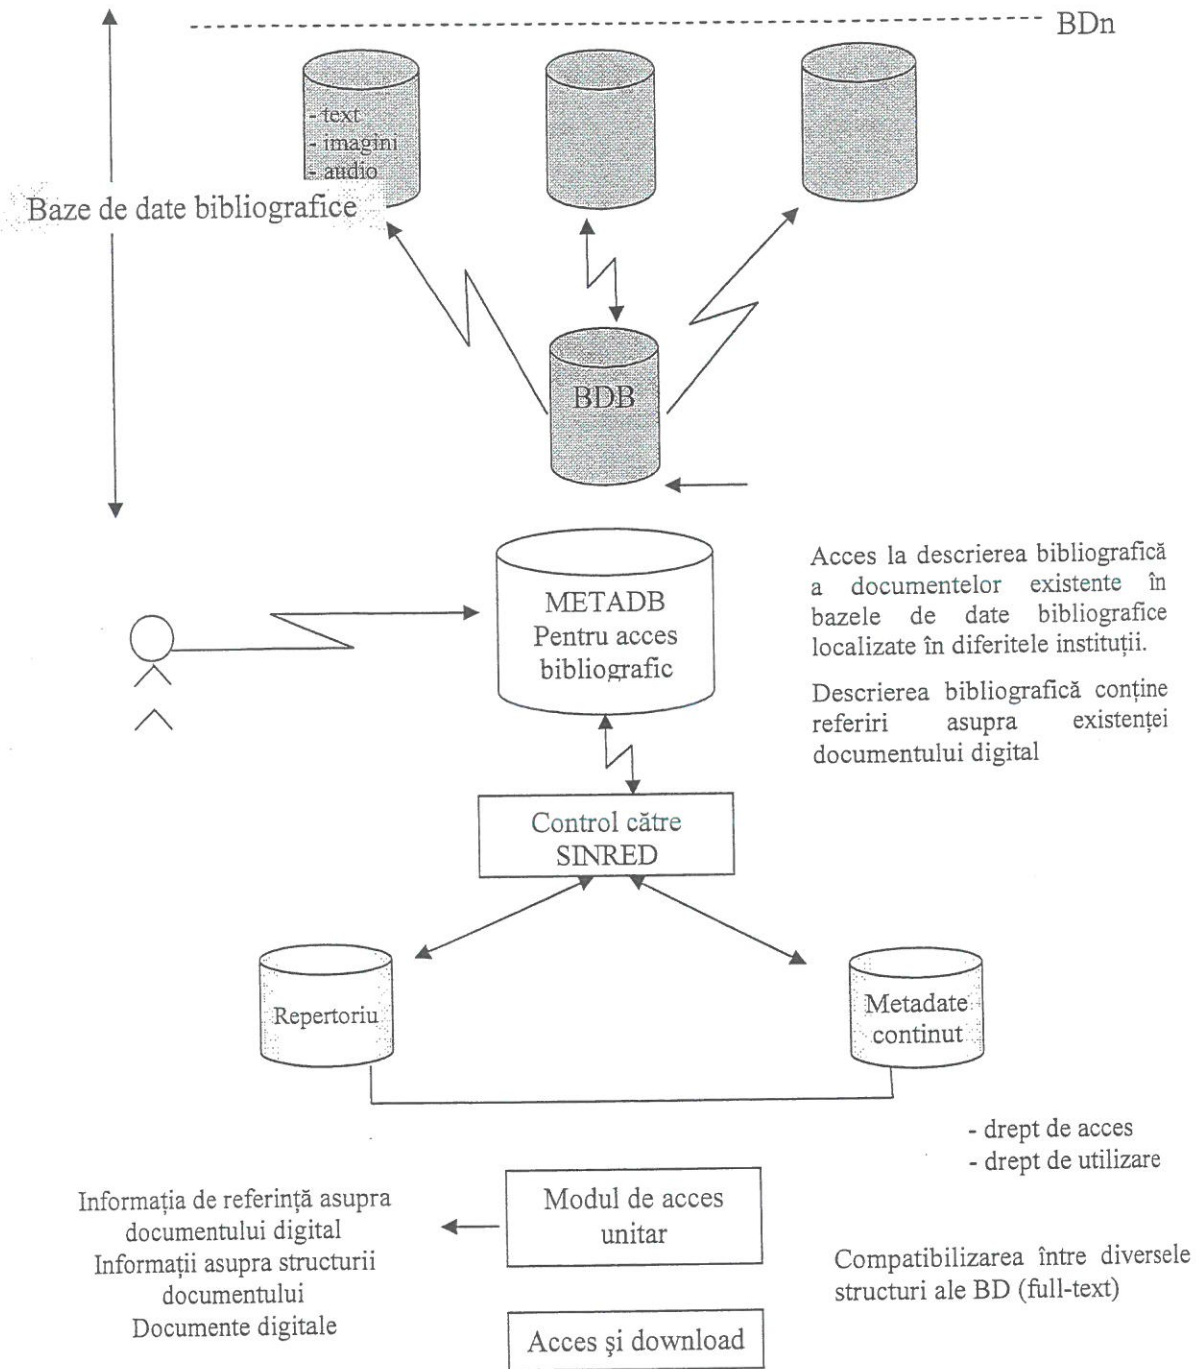 BDn
- text
- imagini
- audio
Baze de date bibliografice
BDB
METADB
Pentru acces
bibliografic
Acces la descrierea bibliografică
a documentelor existente în
bazele de date bibliografice
localizate în diferitele instituții.
Descrierea bibliografică conține
referiri asupra existenței
documentului digital
Control către
SINRED
Repertoriu
Metadate
continut
- drept de acces
- drept de utilizare
Informația de referință asupra
documentului digital
Informații asupra structurii
documentului
Documente digitale
Modul de acces
unitar
Compatibilizarea între diversele
structuri ale BD (full-text)
Acces şi download